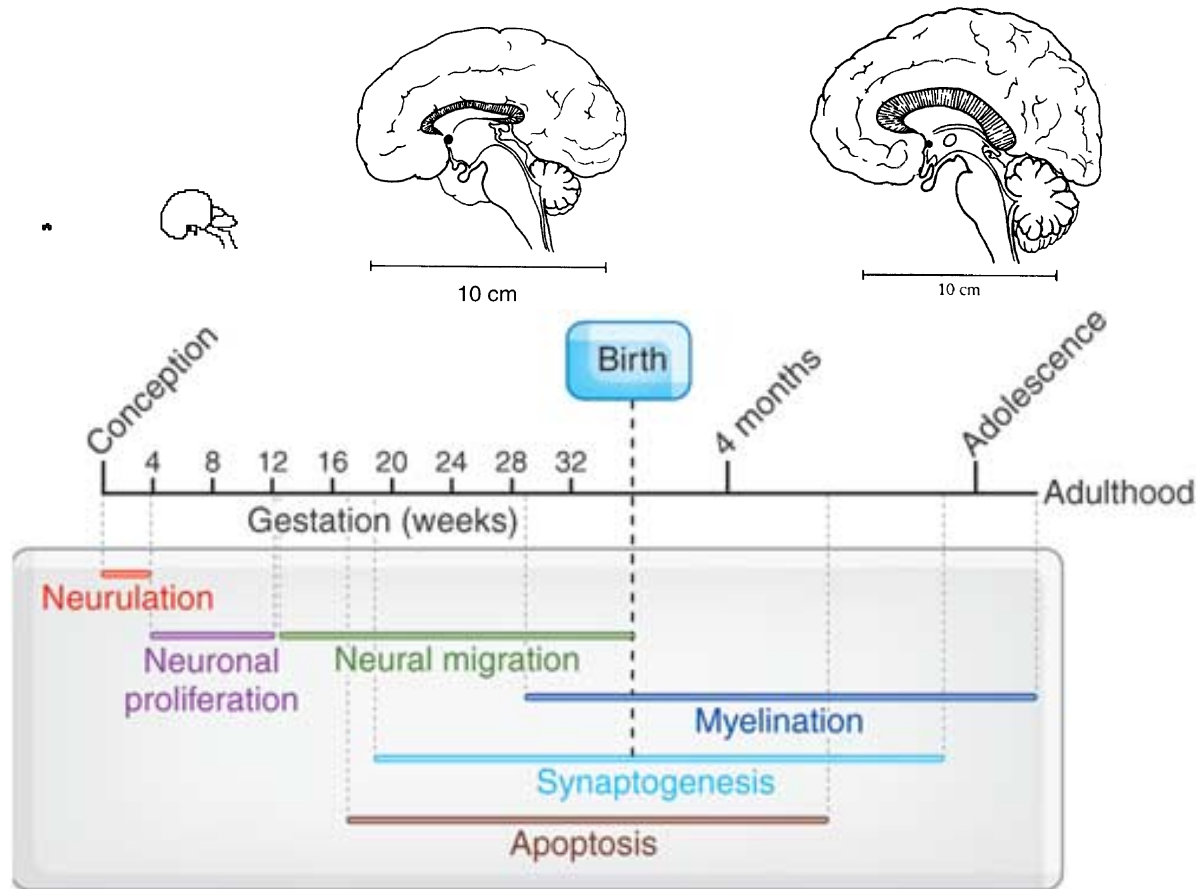 10 cm
10 cm
Birth
Conception
4 months
Adolescence
4 8 12 16 20 24 28 32
Adulthood
Gestation (weeks)
Neurulation
Neuronal
proliferation
Neural migration
Myelination
Synaptogenesis
Apoptosis